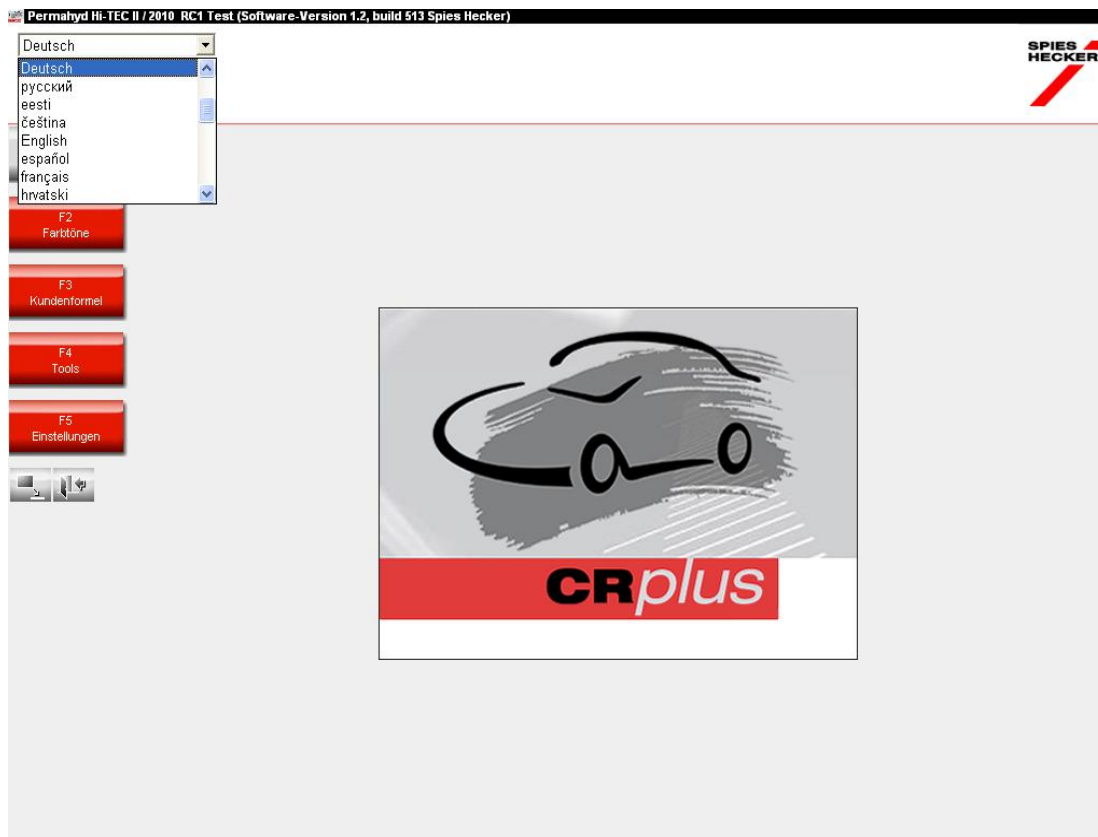 Permahyd Hi-TEC II / 2010 RC1 Test (Software-Version 1.2, build 513 Spies Hecker)
Deutsch
SPIES
HECKER
Deutsch
русский
eesti
čeština
English
español
français
hrvatski
F2
Farbtöne
F3
Kundenformel
F4
Tools
F5
Einstellungen
CRplus